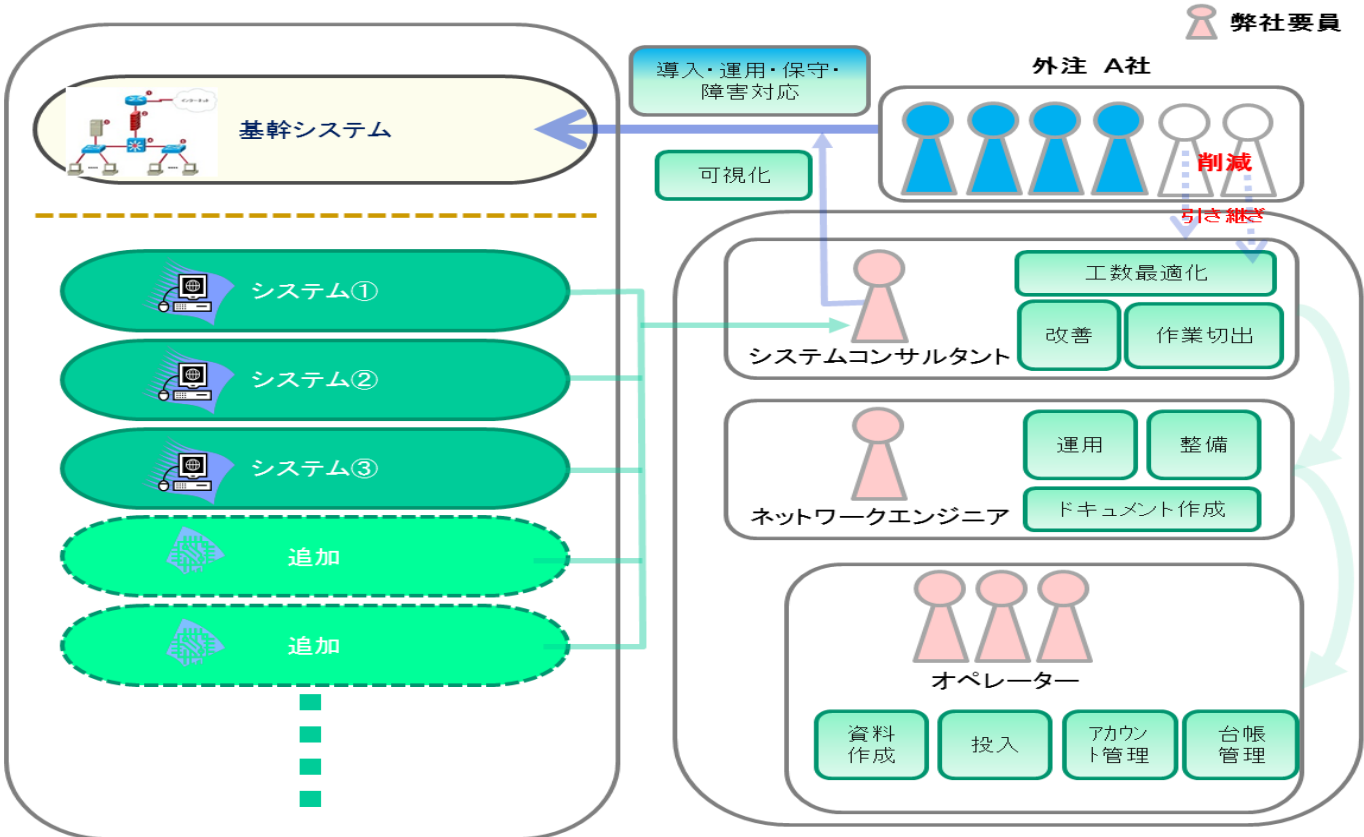 弊社要員
外注 A社
導入・運用・保守・
障害対応
インターネット
基幹システム
可視化
削減
引き継ぎ
システム①
システム②
システム③
追加
追加
工数最適化
改善
作業切出
システムコンサルタント
運用
整備
ドキュメント作成
ネットワークエンジニア
オペレーター
資料
作成
投入
アカウン
ト管理
台帳
管理